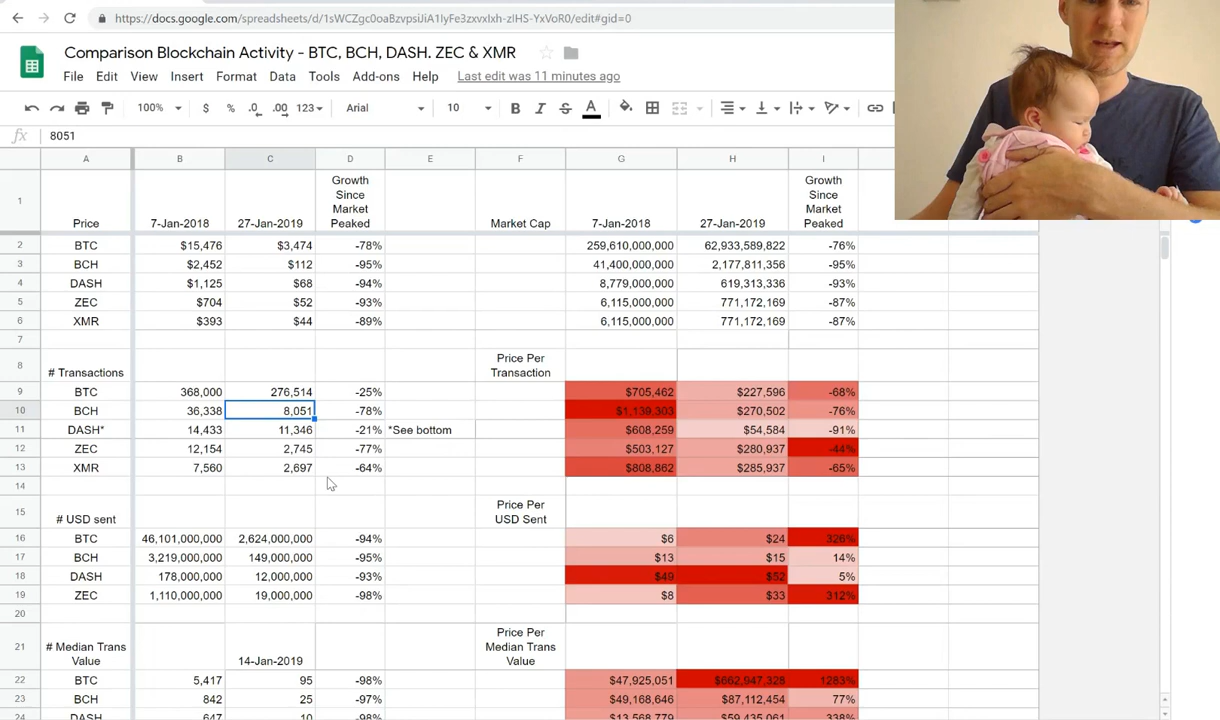 https://docs.google.com/spreadsheets/d/1sWCZgc0oaBzvpsUiA1IyFe3zxvxIxh-zIHS-YxVoR0/edit#gid=0
Comparison Blockchain Activity - BTC, BCH, DASH. ZEC & XMR
File Edit View Insert Format Data Tools Add-ons Help Last edit was 11 minutes ago
100% $ % .0 .00 123 Arial 10 B I S A
fx 8051
A B C D E F G H I
1 Price 7-Jan-2018 27-Jan-2019 Growth Since Market Peaked Market Cap 7-Jan-2018 27-Jan-2019 Growth Since Market Peaked
2 BTC $15,476 $3,474 -78% 259,610,000,000 62,933,589,822 -76%
3 BCH $2,452 $112 -95% 41,400,000,000 2,177,811,356 -95%
4 DASH $1,125 $68 -94% 8,779,000,000 619,313,336 -93%
5 ZEC $704 $52 -93% 6,115,000,000 771,172,169 -87%
6 XMR $393 $44 -89% 6,115,000,000 771,172,169 -87%
7
8 # Transactions Price Per Transaction
9 BTC 368,000 276,514 -25% $705,462 $227,596 -68%
10 BCH 36,338 8,051 -78% $1,139,303 $270,502 -76%
11 DASH* 14,433 11,346 -21% *See bottom $608,259 $54,584 -91%
12 ZEC 12,154 2,745 -77% $503,127 $280,937 -44%
13 XMR 7,560 2,697 -64% $808,862 $285,937 -65%
14
15 # USD sent Price Per USD Sent
16 BTC 46,101,000,000 2,624,000,000 -94% $6 $24 326%
17 BCH 3,219,000,000 149,000,000 -95% $13 $15 14%
18 DASH 178,000,000 12,000,000 -93% $49 $52 5%
19 ZEC 1,110,000,000 19,000,000 -98% $8 $33 312%
20
21 # Median Trans Value 14-Jan-2019 Price Per Median Trans Value
22 BTC 5,417 95 -98% $47,925,051 $662,947,328 1283%
23 BCH 842 25 -97% $49,168,646 $87,112,454 77%
24 DASH 647 10 -98% $13,568,779 $59,435,061 338%